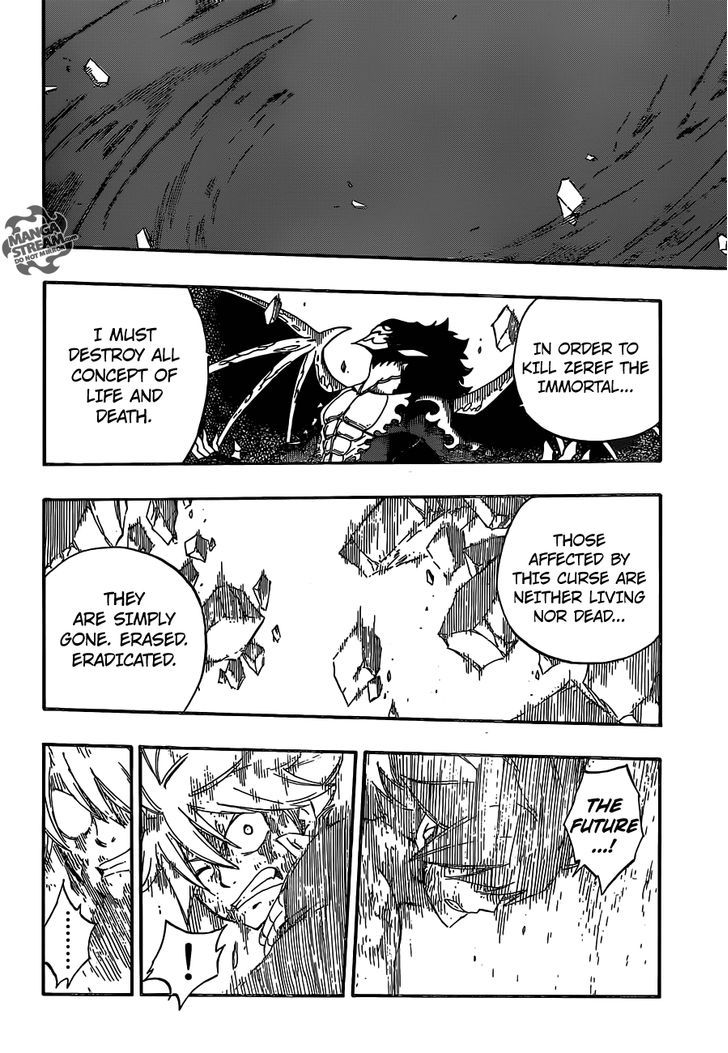 MANGA
STREAM
DO NOT MIRROR
IN ORDER TO
KILL ZEREF THE
IMMORTAL...
I MUST
DESTROY ALL
CONCEPT OF
LIFE AND
DEATH.
THOSE
AFFECTED BY
THIS CURSE ARE
NEITHER LIVING
NOR DEAD...
THEY
ARE SIMPLY
GONE. ERASED.
ERADICATED.
THE
FUTURE
...!
!
........